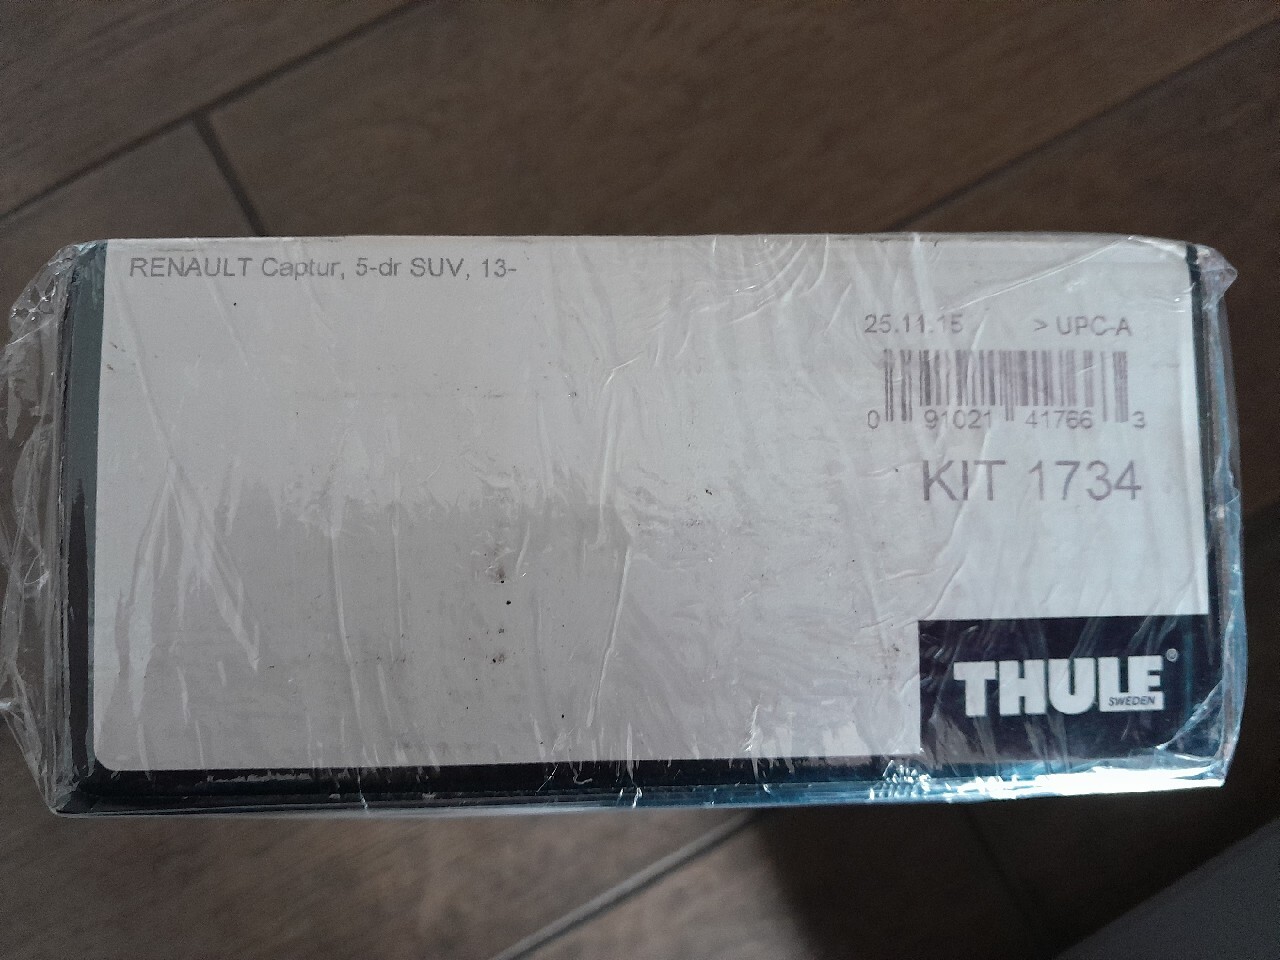 RENAULT Captur, 5-dr SUV, 13-
25.11.15 > UPC-A
0 91021 41766 3
KIT 1734
THULE®
SWEDEN